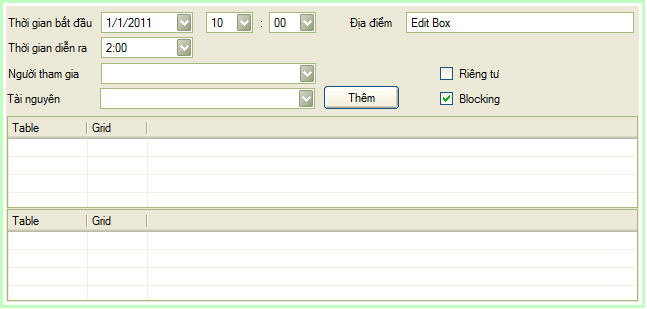 Thời gian bắt đầu 1/1/2011 10 : 00 Địa điểm Edit Box
Thời gian diễn ra 2:00
Người tham gia Riêng tư
Tài nguyên Thêm Blocking
Table Grid
Table Grid